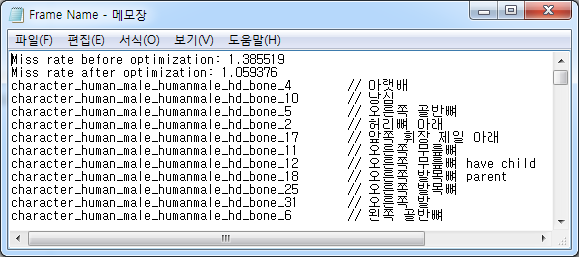 Frame Name - 메모장
파일(F) 편집(E) 서식(O) 보기(V) 도움말(H)
Miss rate before optimization: 1.385519
Miss rate after optimization: 1.059376
character_human_male_humanmale_hd_bone_4 // 아랫배
character_human_male_humanmale_hd_bone_10 // 낭심
character_human_male_humanmale_hd_bone_5 // 오른쪽 골반뼈
character_human_male_humanmale_hd_bone_2 // 허리뼈 아래
character_human_male_humanmale_hd_bone_17 // 앞쪽 휘장 제일 아래
character_human_male_humanmale_hd_bone_11 // 오른쪽 무릎뼈
character_human_male_humanmale_hd_bone_12 // 오른쪽 무릎뼈 have child
character_human_male_humanmale_hd_bone_18 // 오른쪽 발목뼈 parent
character_human_male_humanmale_hd_bone_25 // 오른쪽 발목뼈
character_human_male_humanmale_hd_bone_31 // 오른쪽 발
character_human_male_humanmale_hd_bone_6 // 왼쪽 골반뼈